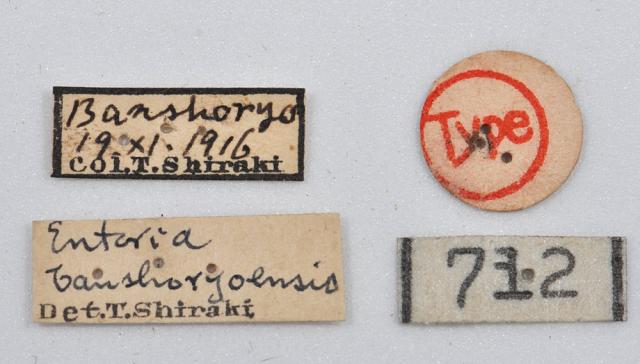 Banshoryo
19·XI·1916
Col.T.Shiraki
Type
Entoria
banshoryoensis
Det.T.Shiraki
712